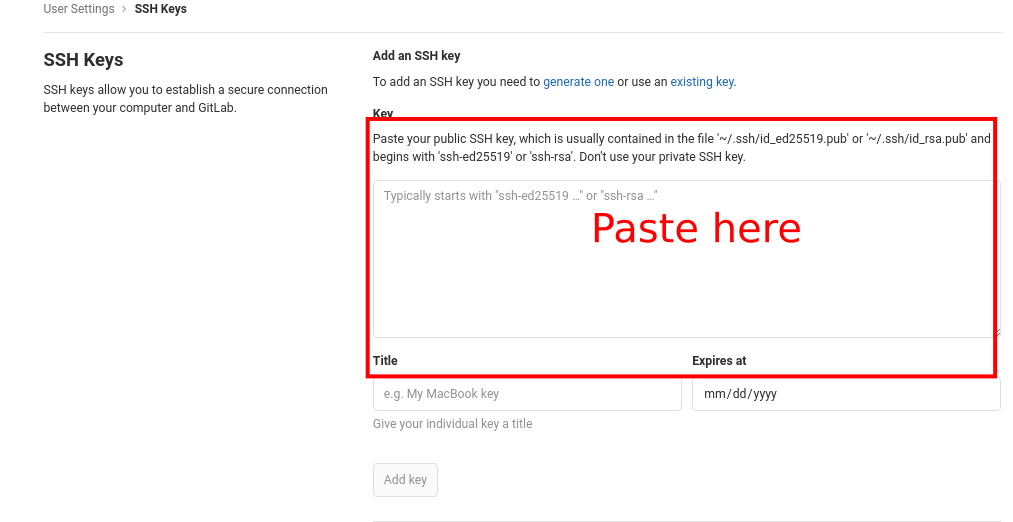 User Settings > SSH Keys
SSH Keys
SSH keys allow you to establish a secure connection
between your computer and GitLab.
Add an SSH key
To add an SSH key you need to generate one or use an existing key.
Key
Paste your public SSH key, which is usually contained in the file '~/.ssh/id_ed25519.pub' or '~/.ssh/id_rsa.pub' and
begins with 'ssh-ed25519' or 'ssh-rsa'. Don't use your private SSH key.
Typically starts with "ssh-ed25519 …" or "ssh-rsa …"
Paste here
Title
Expires at
e.g. My MacBook key
mm/dd/yyyy
Give your individual key a title
Add key